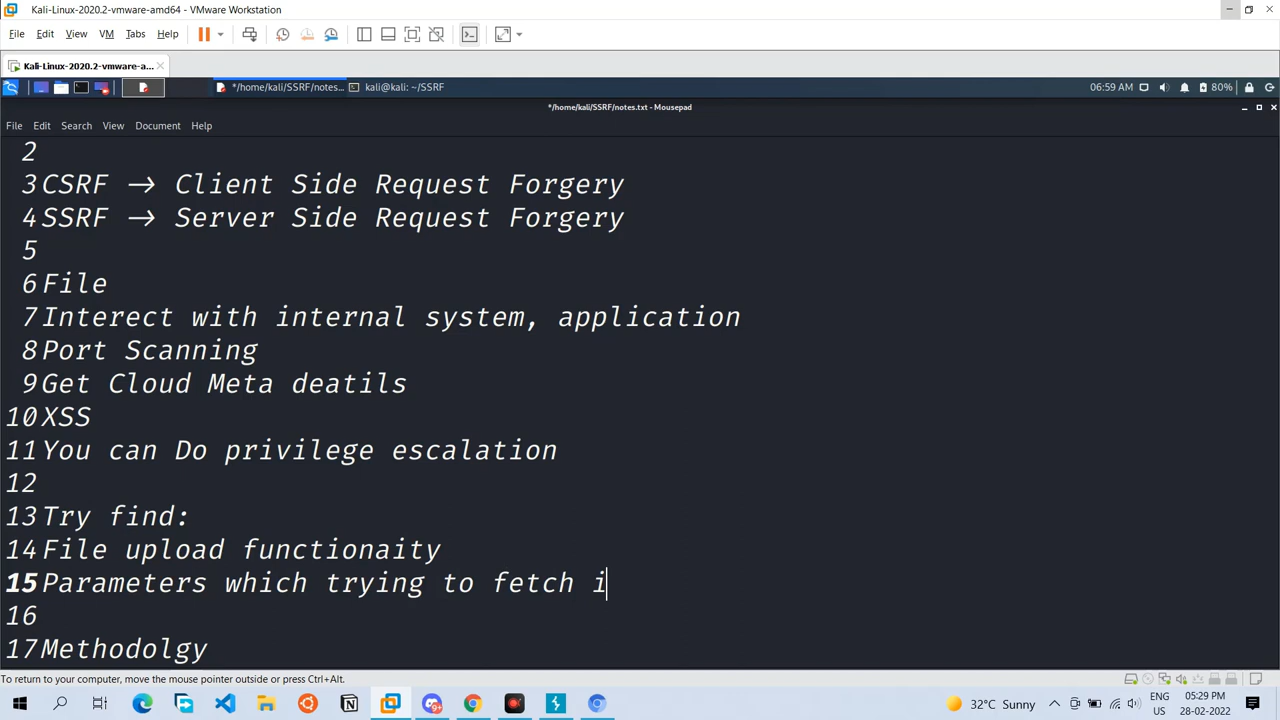 Kali-Linux-2020.2-vmware-amd64 - VMware Workstation
File Edit View VM Tabs Help
Kali-Linux-2020.2-vmware-a...
*/home/kali/SSRF/notes... kali@kali: ~/SSRF 06:59 AM 80%
*/home/kali/SSRF/notes.txt - Mousepad
File Edit Search View Document Help
2
3 CSRF -> Client Side Request Forgery
4 SSRF -> Server Side Request Forgery
5
6 File
7 Interect with internal system, application
8 Port Scanning
9 Get Cloud Meta deatils
10 XSS
11 You can Do privilege escalation
12
13 Try find:
14 File upload functionaity
15 Parameters which trying to fetch i
16
17 Methodolgy
To return to your computer, move the mouse pointer outside or press Ctrl+Alt.
9+ 32°C Sunny ENG US 05:29 PM 28-02-2022